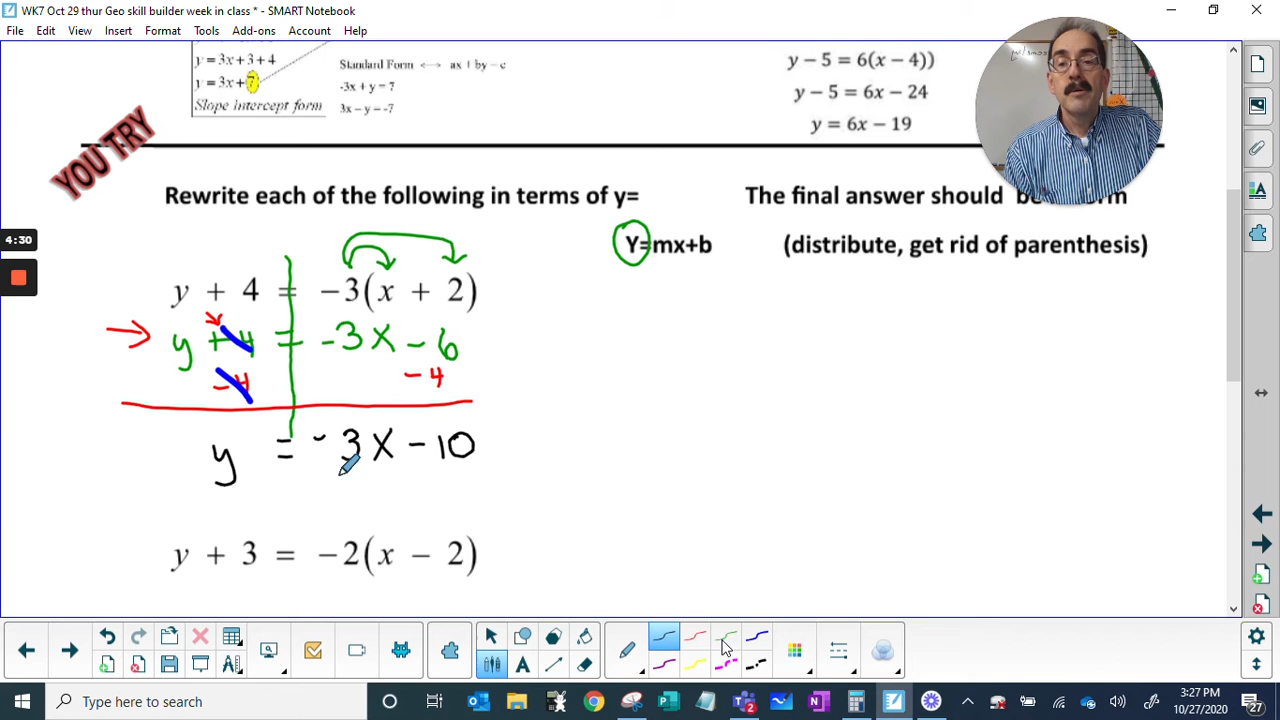 WK7 Oct 29 thur Geo skill builder week in class * - SMART Notebook
File Edit View Insert Format Tools Add-ons Account Help
y = 3x + 3 + 4
y = 3x + 7
Slope intercept form
Standard Form ⟷ ax + by = c
-3x + y = 7
3x - y = -7
y − 5 = 6(x − 4))
y − 5 = 6x − 24
y = 6x − 19
YOU TRY
Rewrite each of the following in terms of y= The final answer should
Y=mx+b (distribute, get rid of parenthesis)
4:30
y + 4 = −3(x + 2)
y + 4 = -3x - 6
- 4 - 4
y = -3x - 10
y + 3 = −2(x − 2)
Type here to search
3:27 PM
10/27/2020
27